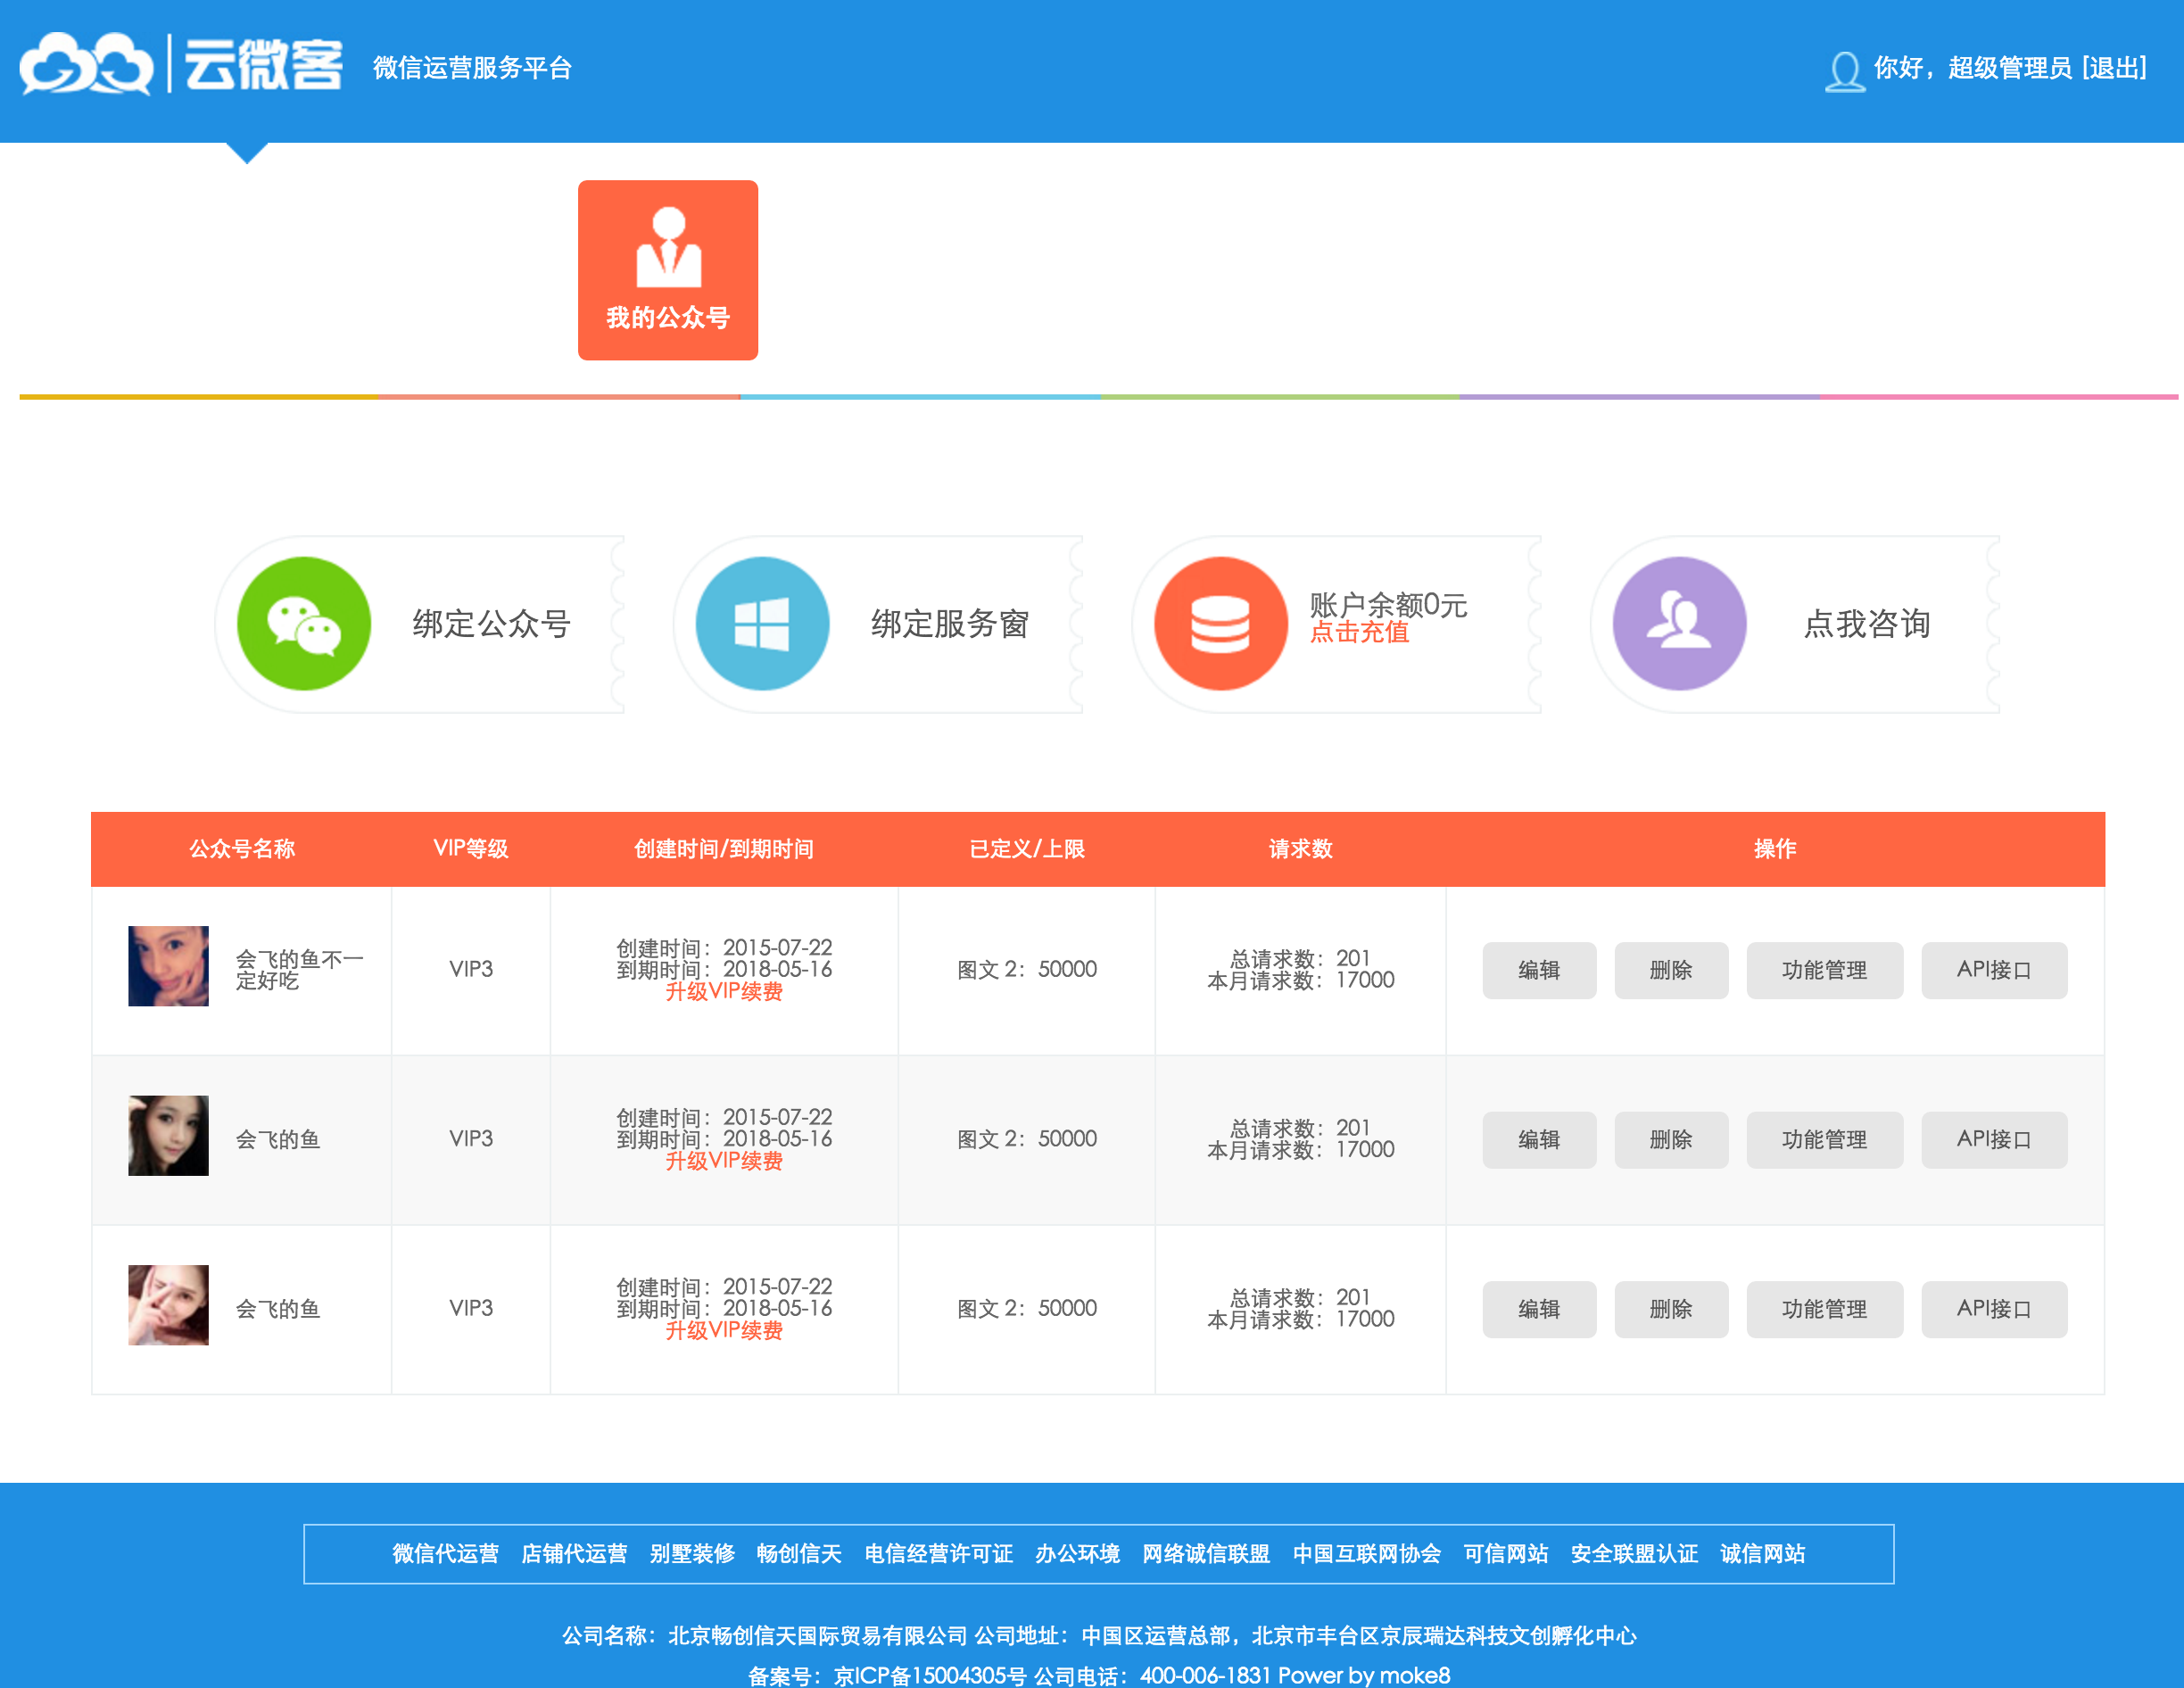 云微客 微信运营服务平台 你好，超级管理员 [退出]
我的公众号
绑定公众号 绑定服务窗 账户余额0元 点我咨询
点击充值
公众号名称 VIP等级 创建时间/到期时间 已定义/上限 请求数 操作
会飞的鱼不一
定好吃
VIP3
创建时间：2015-07-22
到期时间：2018-05-16
升级VIP续费
图文 2：50000
总请求数：201
本月请求数：17000
编辑 删除 功能管理 API接口
会飞的鱼
VIP3
创建时间：2015-07-22
到期时间：2018-05-16
升级VIP续费
图文 2：50000
总请求数：201
本月请求数：17000
编辑 删除 功能管理 API接口
会飞的鱼
VIP3
创建时间：2015-07-22
到期时间：2018-05-16
升级VIP续费
图文 2：50000
总请求数：201
本月请求数：17000
编辑 删除 功能管理 API接口
微信代运营 店铺代运营 别墅装修 畅创信天 电信经营许可证 办公环境 网络诚信联盟 中国互联网协会 可信网站 安全联盟认证 诚信网站
公司名称：北京畅创信天国际贸易有限公司 公司地址：中国区运营总部，北京市丰台区京辰瑞达科技文创孵化中心
备案号：京ICP备15004305号 公司电话：400-006-1831 Power by moke8